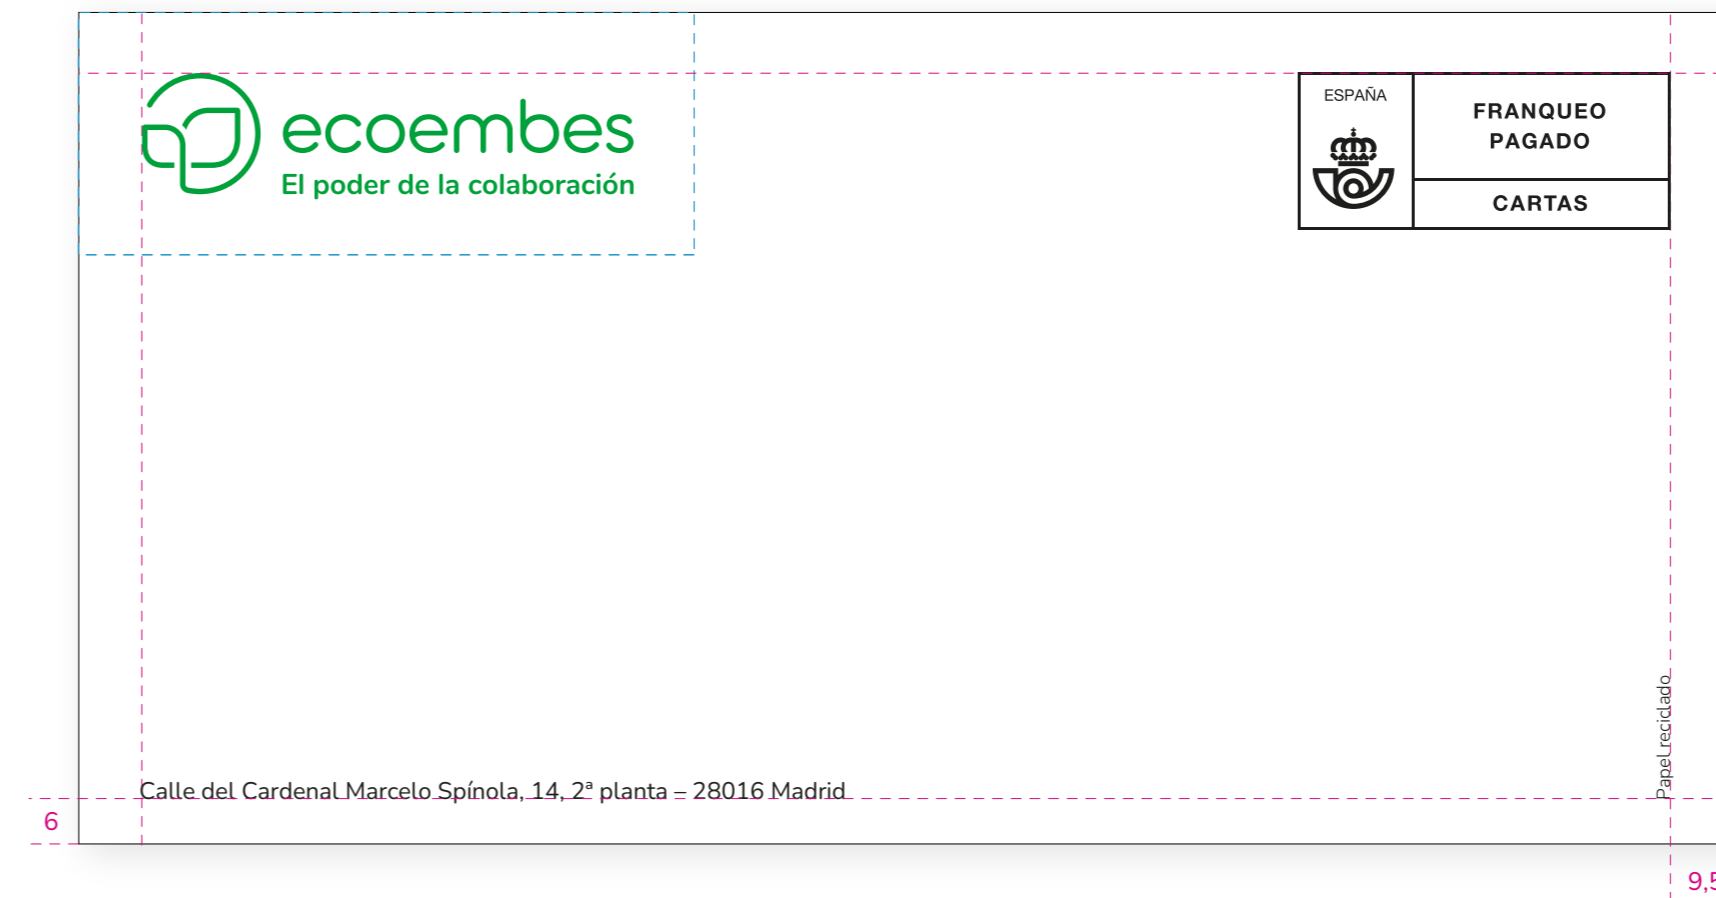 ecoembes
El poder de la colaboración
ESPAÑA
FRANQUEO
PAGADO
CARTAS
Papel reciclado
Calle del Cardenal Marcelo Spínola, 14, 2ª planta – 28016 Madrid
6
9,5